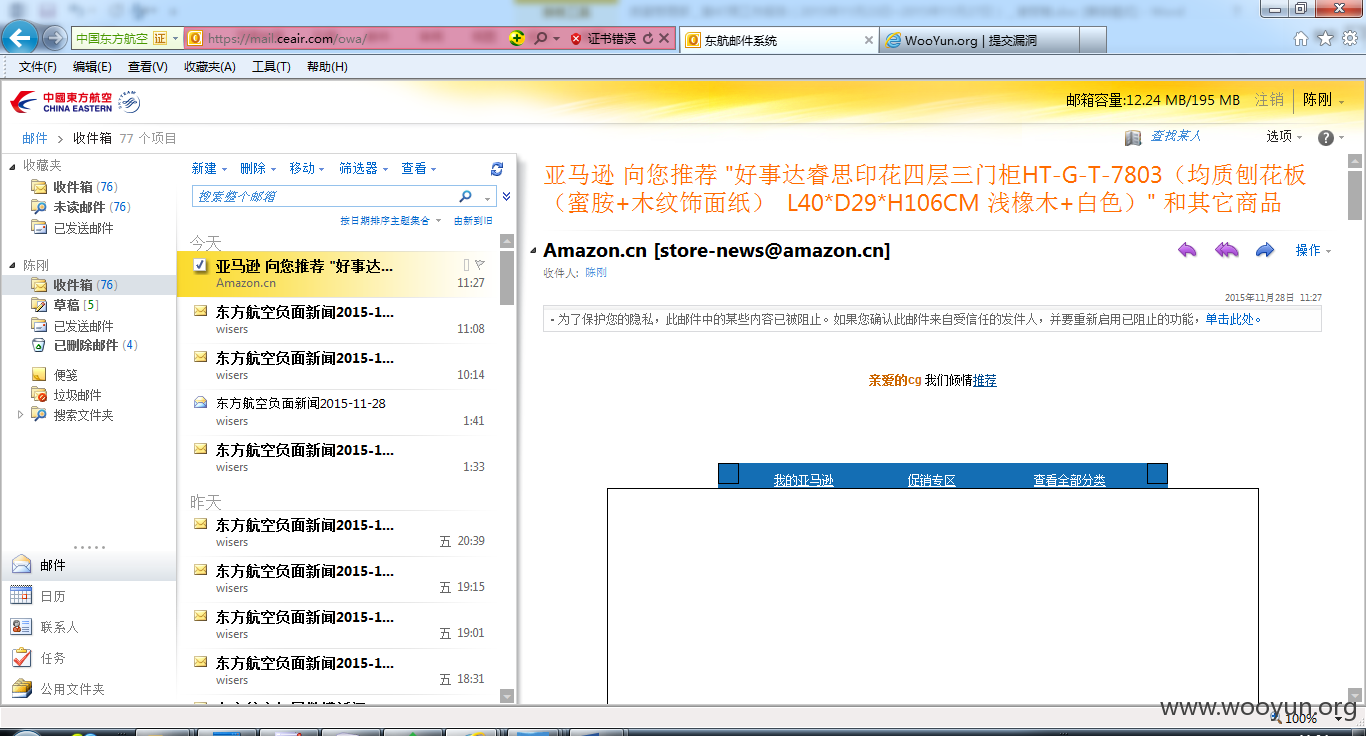 中国东方航空 证 https://mail.ceair.com/owa/ 证书错误 东航邮件系统 WooYun.org | 提交漏洞
文件(F) 编辑(E) 查看(V) 收藏夹(A) 工具(T) 帮助(H)
中國東方航空
CHINA EASTERN
邮箱容量:12.24 MB/195 MB 注销 陈刚
邮件 > 收件箱 77 个项目
查找某人 选项
收藏夹
收件箱 (76)
未读邮件 (76)
已发送邮件
陈刚
收件箱 (76)
草稿 [5]
已发送邮件
已删除邮件 (4)
便笺
垃圾邮件
搜索文件夹
邮件
日历
联系人
任务
公用文件夹
新建 删除 移动 筛选器 查看
搜索整个邮箱
按日期排序主题集合 由新到旧
今天
亚马逊 向您推荐 "好事达...
Amazon.cn 11:27
东方航空负面新闻2015-1...
wisers 11:08
东方航空负面新闻2015-1...
wisers 10:14
东方航空负面新闻2015-11-28
wisers 1:41
东方航空负面新闻2015-1...
wisers 1:33
昨天
东方航空负面新闻2015-1...
wisers 五 20:39
东方航空负面新闻2015-1...
wisers 五 19:15
东方航空负面新闻2015-1...
wisers 五 19:01
东方航空负面新闻2015-1...
wisers 五 18:31
亚马逊 向您推荐 "好事达睿思印花四层三门柜HT-G-T-7803（均质刨花板
（蜜胺+木纹饰面纸） L40*D29*H106CM 浅橡木+白色）" 和其它商品
Amazon.cn [store-news@amazon.cn]
操作
收件人: 陈刚
2015年11月28日 11:27
- 为了保护您的隐私，此邮件中的某些内容已被阻止。如果您确认此邮件来自受信任的发件人，并要重新启用已阻止的功能，单击此处。
亲爱的cg 我们倾情推荐
我的亚马逊 促销专区 查看全部分类
www.wooyun.org
100%